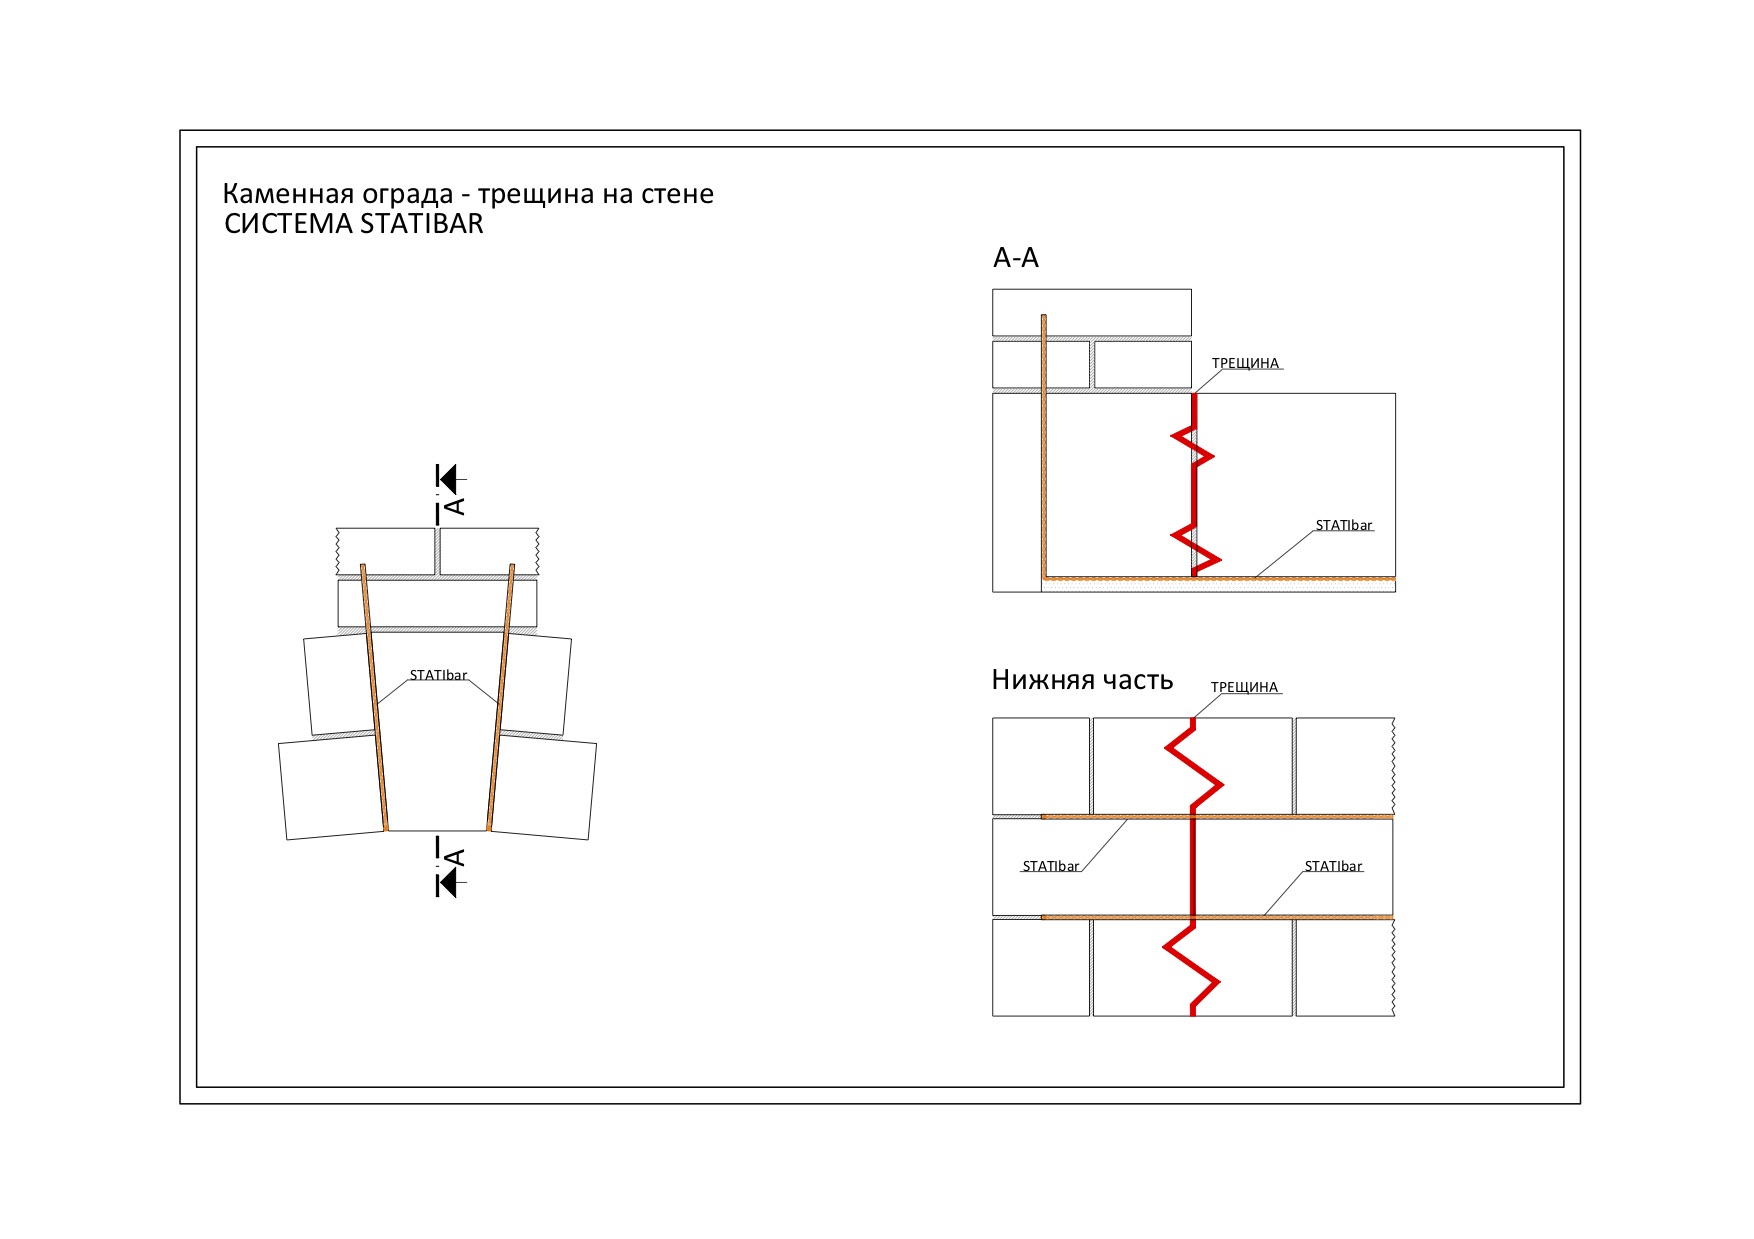 Каменная ограда - трещина на стене
СИСТЕМА STATIBAR
A-A
ТРЕЩИНА
STATIbar
A
STATIbar
A
Нижняя часть
ТРЕЩИНА
STATIbar
STATIbar